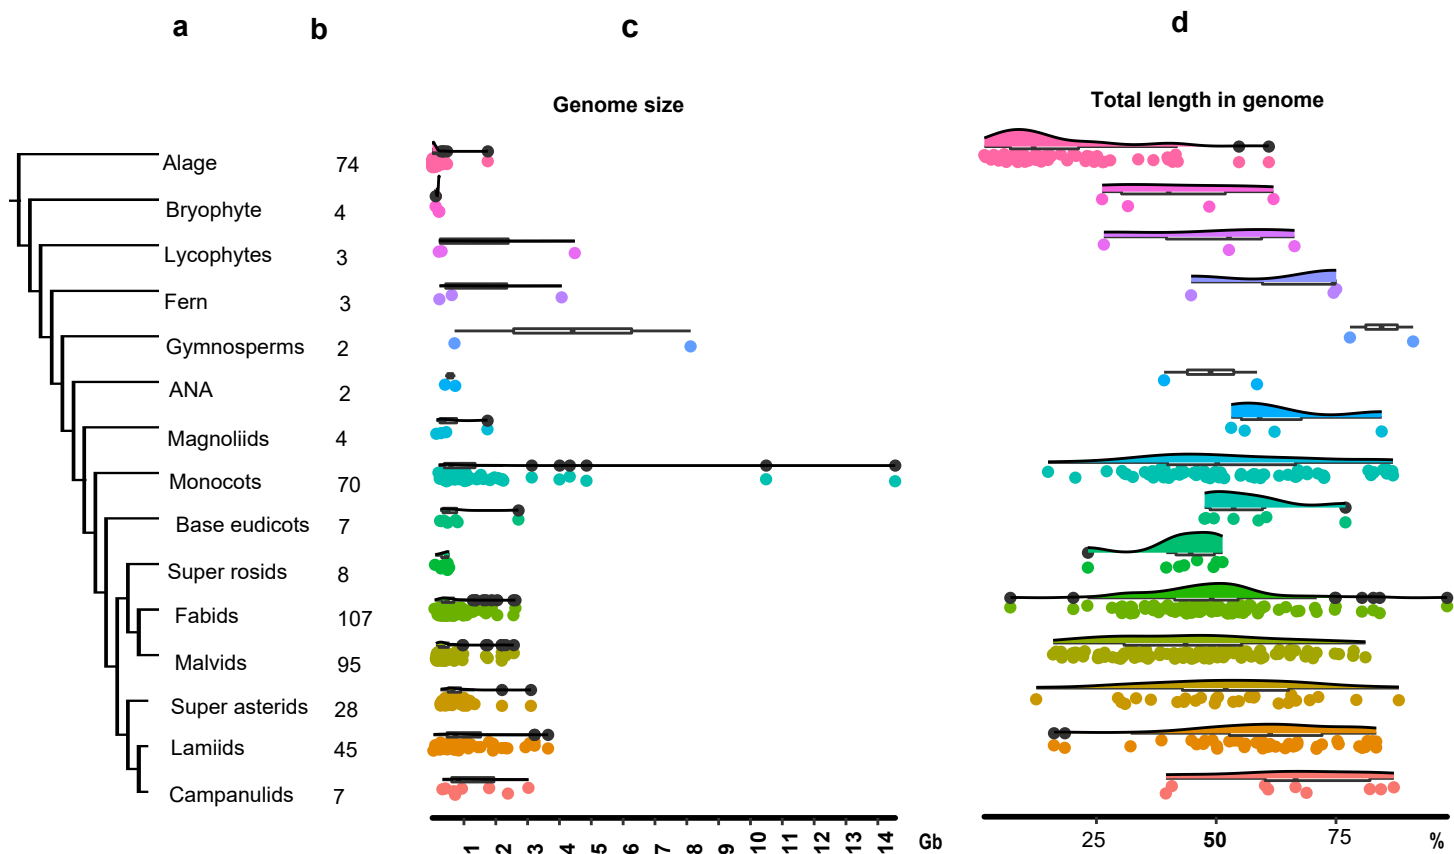 a b c d
Genome size
Total length in genome
Alage 74
Bryophyte 4
Lycophytes 3
Fern 3
Gymnosperms 2
ANA 2
Magnoliids 4
Monocots 70
Base eudicots 7
Super rosids 8
Fabids 107
Malvids 95
Super asterids 28
Lamiids 45
Campanulids 7
1 2 3 4 5 6 7 8 9 10 11 12 13 14 Gb
25 50 75 %